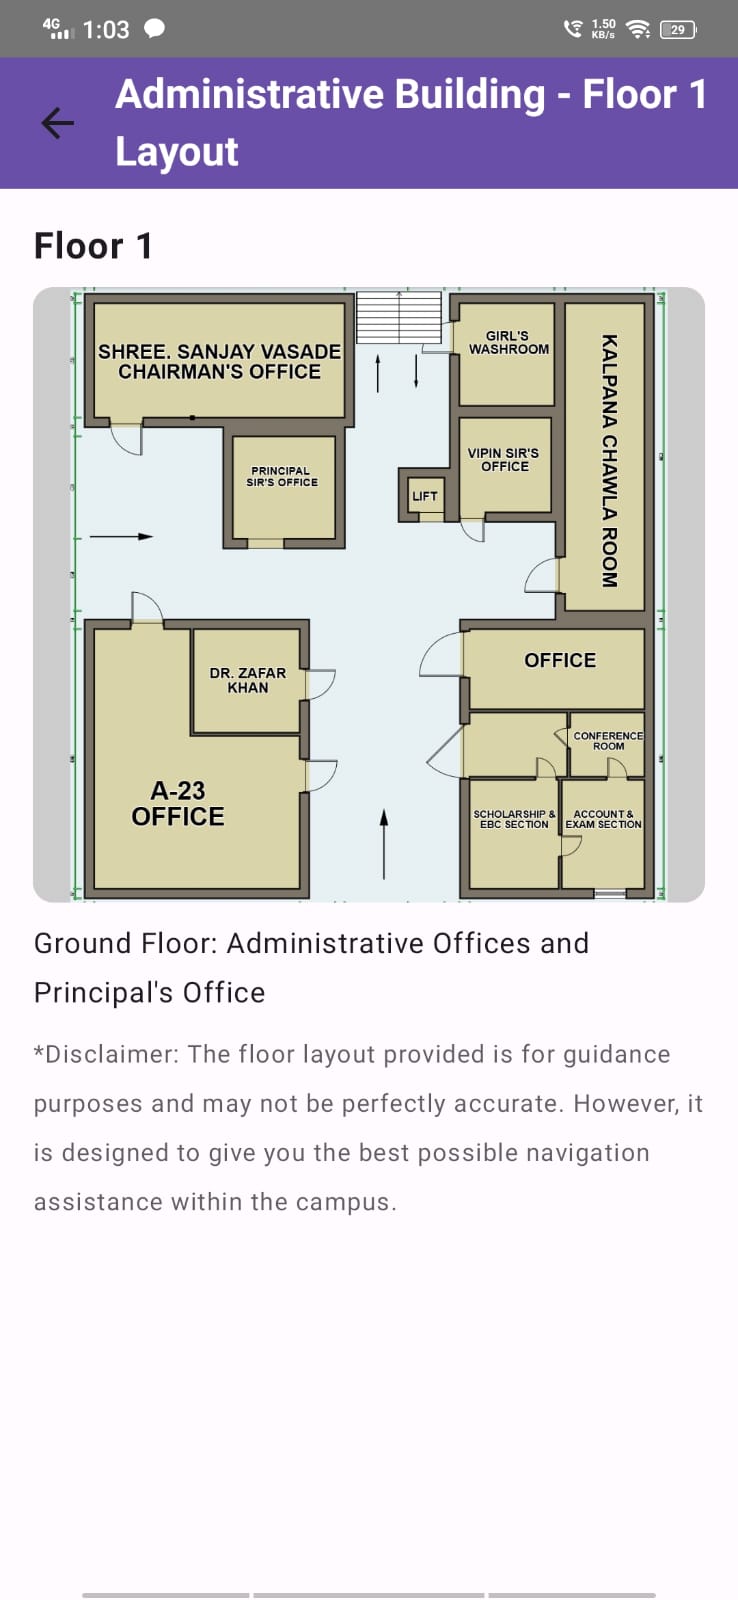 4G 1:03 1.50 KB/s 29
Administrative Building - Floor 1
Layout
Floor 1
SHREE. SANJAY VASADE
CHAIRMAN'S OFFICE
GIRL'S
WASHROOM
KALPANA CHAWLA ROOM
PRINCIPAL
SIR'S OFFICE
VIPIN SIR'S
OFFICE
LIFT
DR. ZAFAR
KHAN
OFFICE
CONFERENCE
ROOM
A-23
OFFICE
SCHOLARSHIP &
EBC SECTION
ACCOUNT &
EXAM SECTION
Ground Floor: Administrative Offices and
Principal's Office
*Disclaimer: The floor layout provided is for guidance
purposes and may not be perfectly accurate. However, it
is designed to give you the best possible navigation
assistance within the campus.